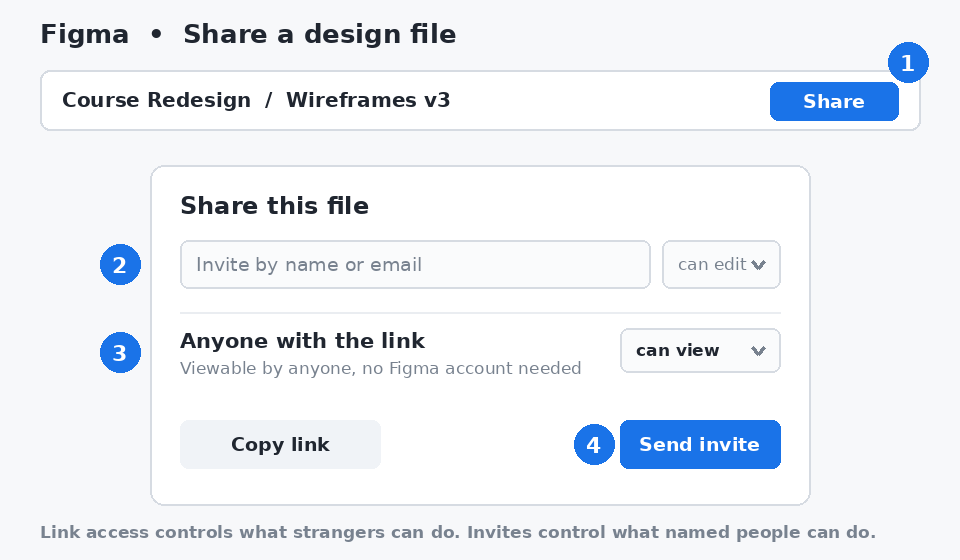 Figma • Share a design file
1
Course Redesign / Wireframes v3
Share
Share this file
2
Invite by name or email
can edit
3
Anyone with the link
can view
Viewable by anyone, no Figma account needed
Copy link
4
Send invite
Link access controls what strangers can do. Invites control what named people can do.